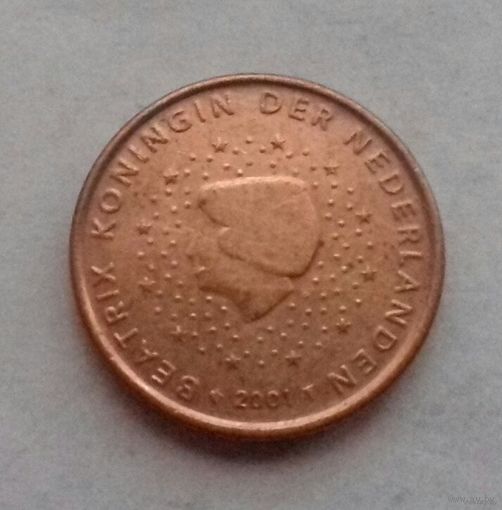 BEATRIX KONINGIN DER NEDERLANDEN
2001